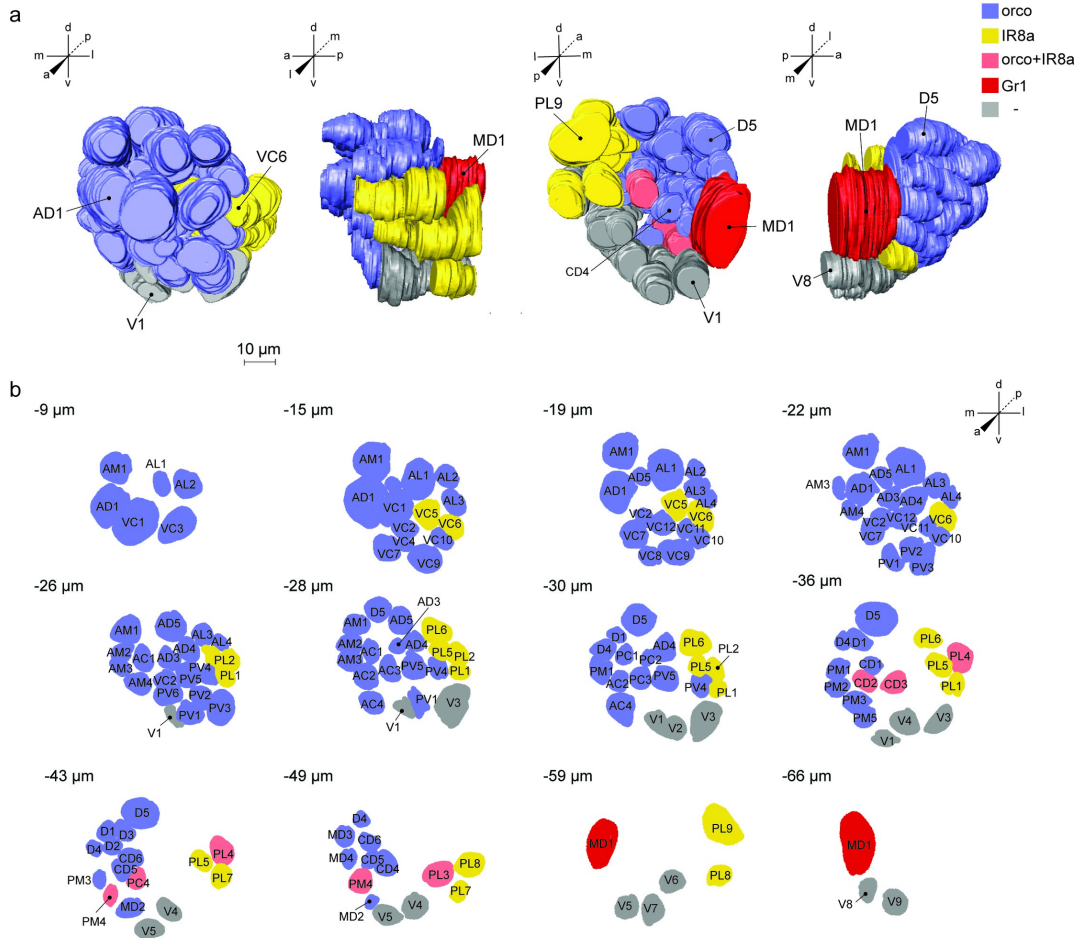 a
d
p
m
l
a
v
d
m
a
p
l
v
d
a
l
m
p
v
d
l
p
a
m
v
orco
IR8a
orco+IR8a
Gr1
-
AD1
VC6
V1
MD1
PL9
D5
CD4
MD1
V1
MD1
D5
V8
10 µm
b
d
p
m
l
a
v
-9 µm
AM1
AL1
AL2
AD1
VC1
VC3
-15 µm
AM1
AL1
AL2
AD1
VC1
AL3
VC5
VC6
VC2
VC4
VC10
VC7
VC9
-19 µm
AM1
AD5
AL1
AL2
AD1
AL3
AL4
VC5
VC2
VC6
VC12
VC11
VC7
VC10
VC8
VC9
-22 µm
AM1
AD5
AL1
AM3
AD1
AD3
AD4
AL3
AL4
AM4
VC2
VC12
VC6
VC7
VC11
VC10
PV2
PV1
PV3
-26 µm
AM1
AD5
AL3
AL4
AM2
AC1
AD3
AD4
PL2
AM3
PV4
PL1
AM4
VC2
PV5
PV6
PV2
PV1
PV3
V1
-28 µm
AD3
D5
AM1
AD5
PL6
AM2
AD4
PL2
AM3
AC1
PL5
AC3
PV5
PV4
PL1
AC2
AC4
PV1
V3
V1
-30 µm
D5
D1
PL6
PL2
D4
AD4
PC1
PC2
PL5
PM1
AC2
PC3
PV5
PV4
PL1
AC4
V1
V2
V3
-36 µm
D5
D4
D1
PL6
PL4
PM1
CD1
PL5
PM2
CD2
CD3
PL1
PM3
PM5
V4
V3
V1
-43 µm
D5
D1
D3
D4
D2
CD6
PL4
CD5
PL5
PM3
PC4
PL7
PM4
MD2
V4
V5
-49 µm
D4
MD3
CD6
MD4
CD5
CD4
PL8
PM4
PL3
PL7
MD2
V5
V4
-59 µm
MD1
PL9
V6
PL8
V5
V7
-66 µm
MD1
V8
V9